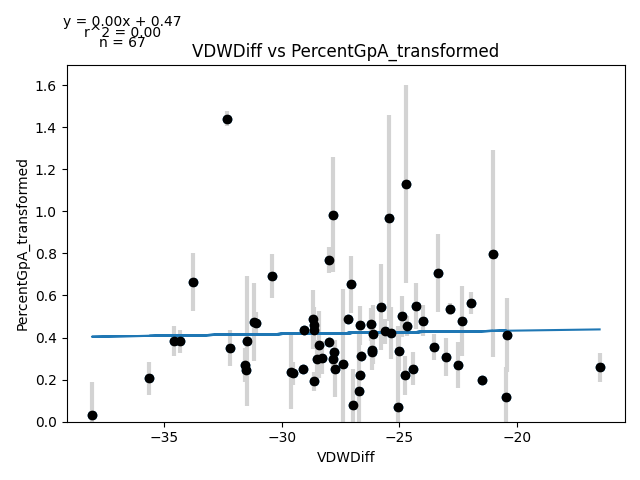 y = 0.00x + 0.47
r^2 = 0.00
n = 67
VDWDiff vs PercentGpA_transformed
PercentGpA_transformed
1.6
1.4
1.2
1.0
0.8
0.6
0.4
0.2
0.0
−35
−30
−25
−20
VDWDiff